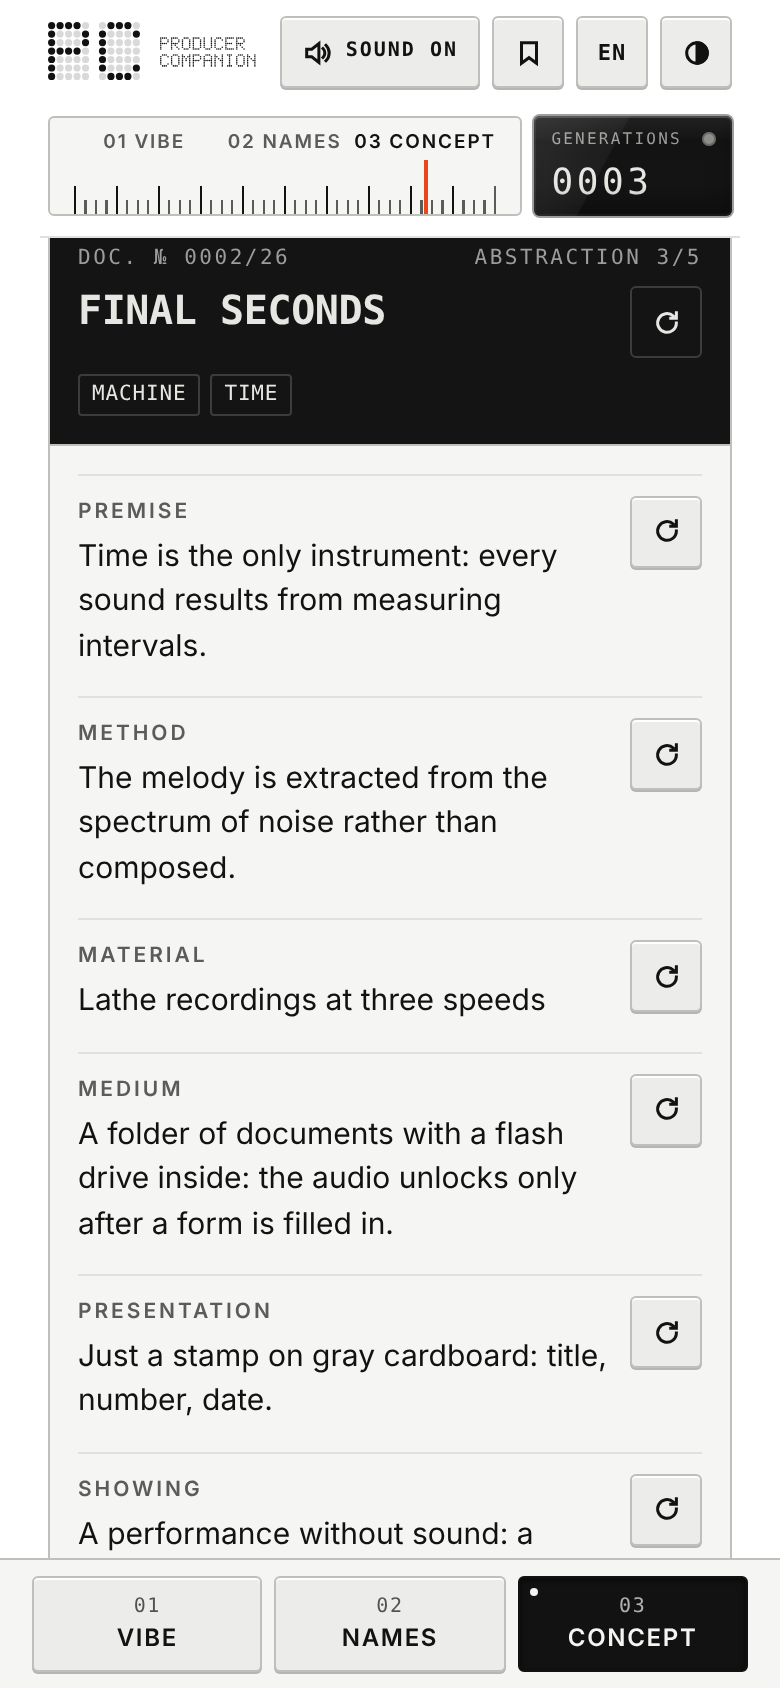 PC
PRODUCER
COMPANION
SOUND ON
EN
01 VIBE
02 NAMES
03 CONCEPT
GENERATIONS
0003
DOC. № 0002/26
ABSTRACTION 3/5
FINAL SECONDS
MACHINE
TIME
PREMISE
Time is the only instrument: every
sound results from measuring
intervals.
METHOD
The melody is extracted from the
spectrum of noise rather than
composed.
MATERIAL
Lathe recordings at three speeds
MEDIUM
A folder of documents with a flash
drive inside: the audio unlocks only
after a form is filled in.
PRESENTATION
Just a stamp on gray cardboard: title,
number, date.
SHOWING
A performance without sound: a
01
VIBE
02
NAMES
03
CONCEPT